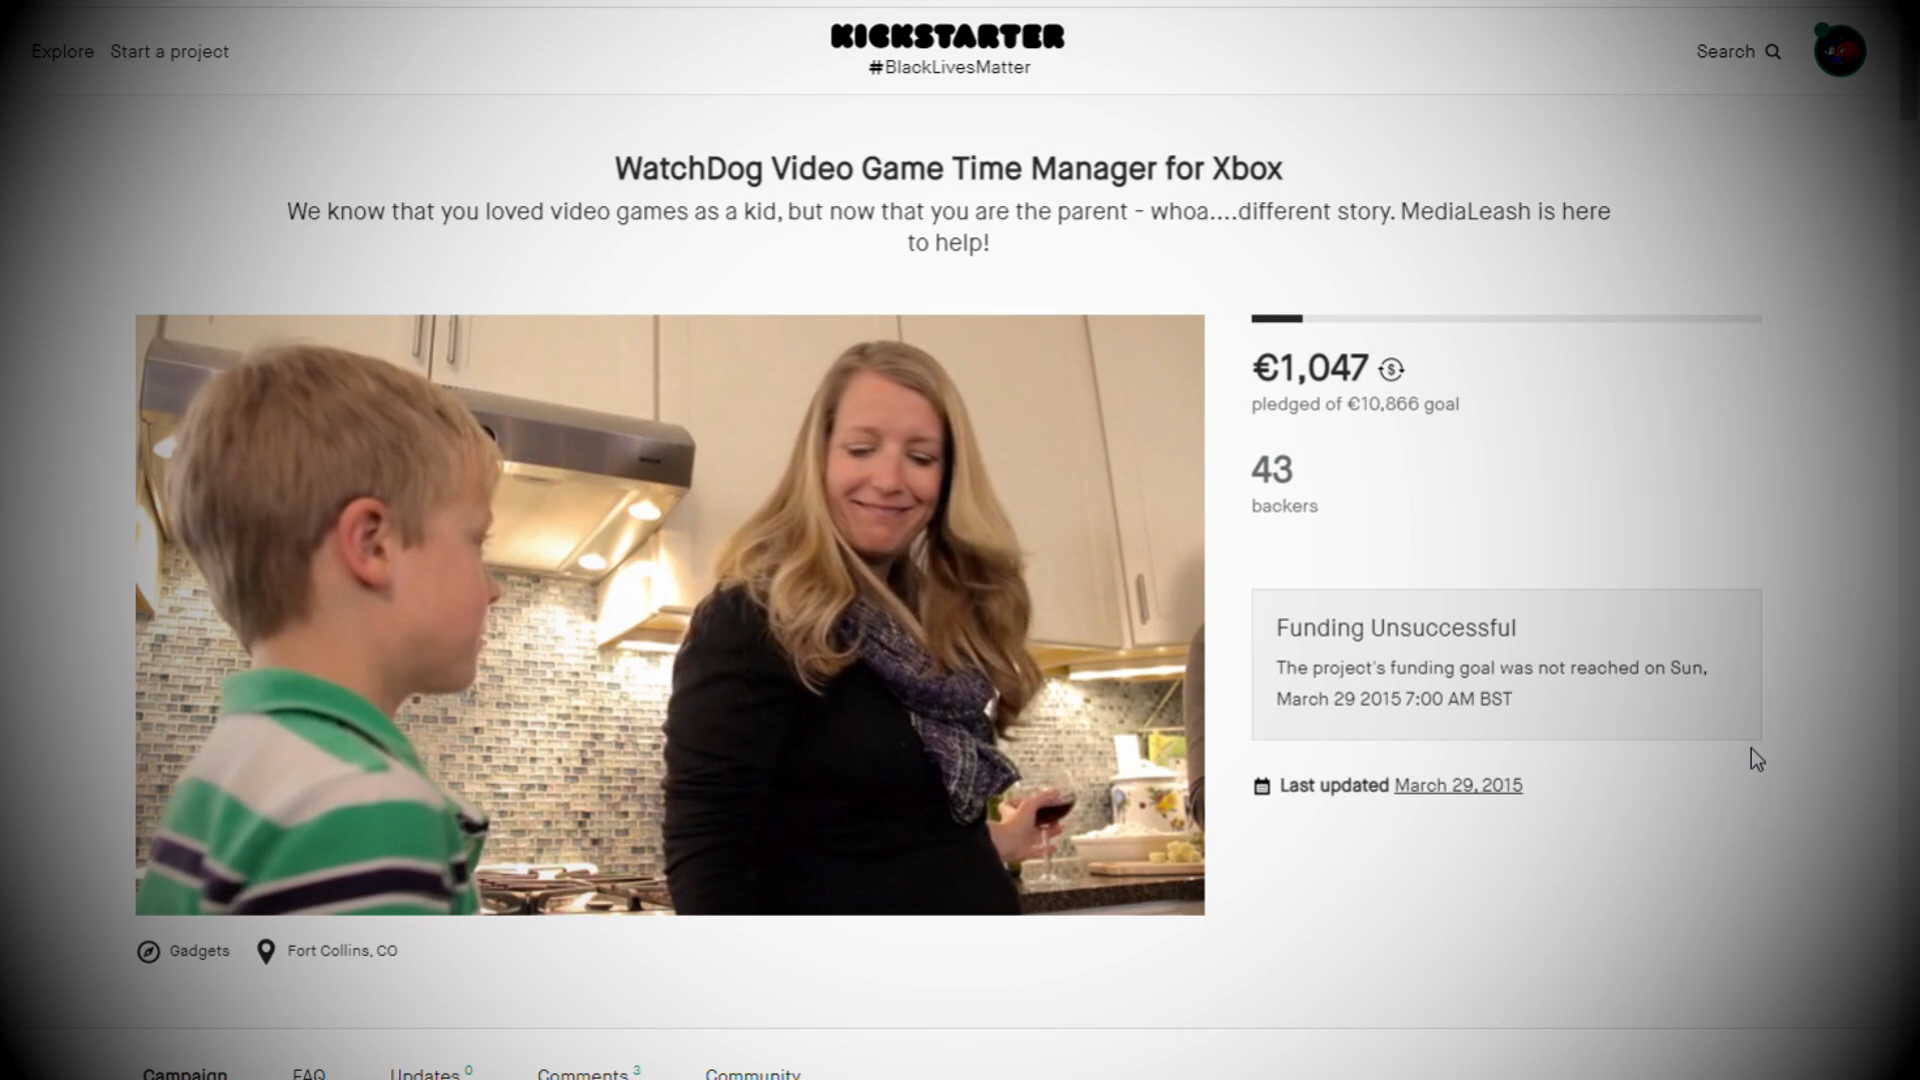 Explore Start a project
KICKSTARTER
#BlackLivesMatter
Search
WatchDog Video Game Time Manager for Xbox
We know that you loved video games as a kid, but now that you are the parent - whoa....different story. MediaLeash is here
to help!
€1,047
pledged of €10,866 goal
43
backers
Funding Unsuccessful
The project's funding goal was not reached on Sun,
March 29 2015 7:00 AM BST
Last updated March 29, 2015
Gadgets Fort Collins, CO
Campaign FAQ Updates 0 Comments 3 Community